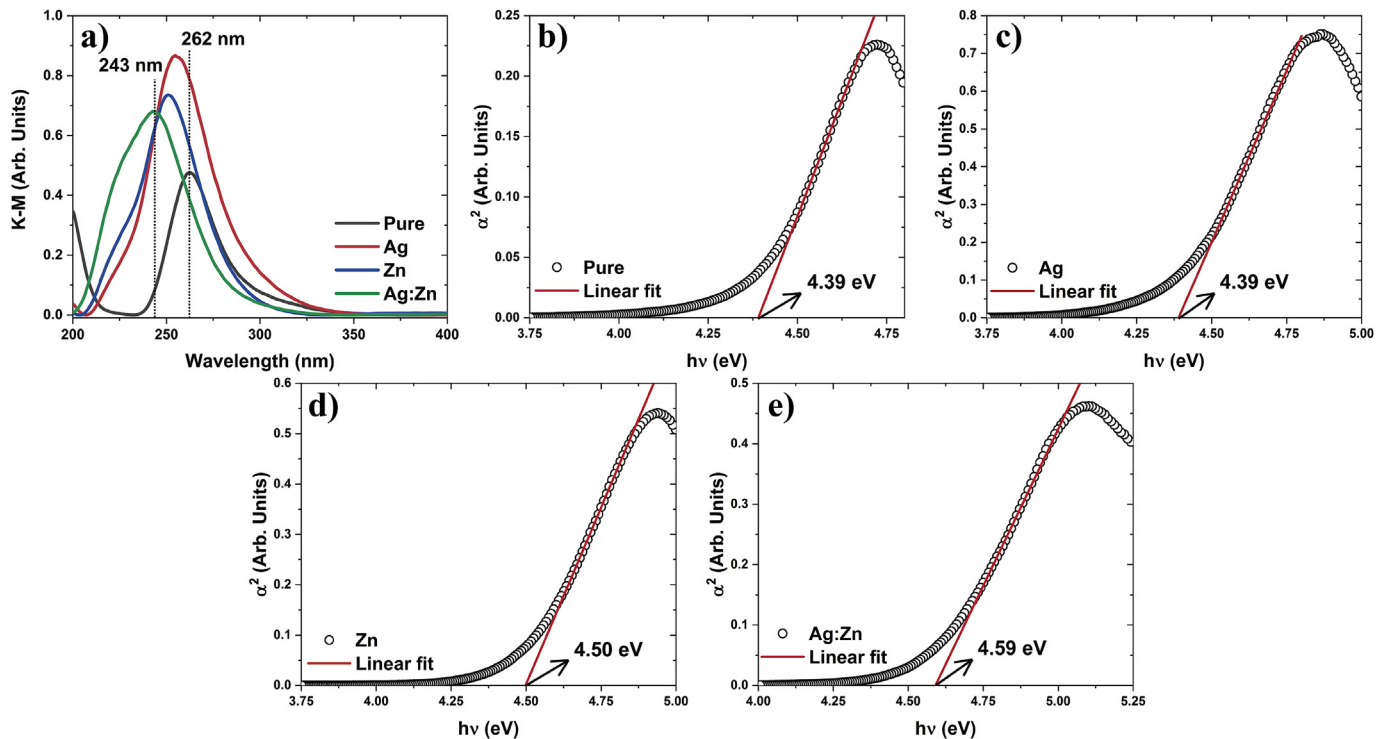 a)
243 nm
262 nm
K-M (Arb. Units)
1.0
0.8
0.6
0.4
0.2
0.0
Pure
Ag
Zn
Ag:Zn
200 250 300 350 400
Wavelength (nm)
b)
α² (Arb. Units)
0.25
0.20
0.15
0.10
0.05
0.00
Pure
Linear fit
4.39 eV
3.75 4.00 4.25 4.50 4.75
hν (eV)
c)
α² (Arb. Units)
0.8
0.7
0.6
0.5
0.4
0.3
0.2
0.1
0.0
Ag
Linear fit
4.39 eV
3.75 4.00 4.25 4.50 4.75 5.00
hν (eV)
d)
α² (Arb. Units)
0.6
0.5
0.4
0.3
0.2
0.1
0.0
Zn
Linear fit
4.50 eV
3.75 4.00 4.25 4.50 4.75 5.00
hν (eV)
e)
α² (Arb. Units)
0.5
0.4
0.3
0.2
0.1
0.0
Ag:Zn
Linear fit
4.59 eV
4.00 4.25 4.50 4.75 5.00 5.25
hν (eV)